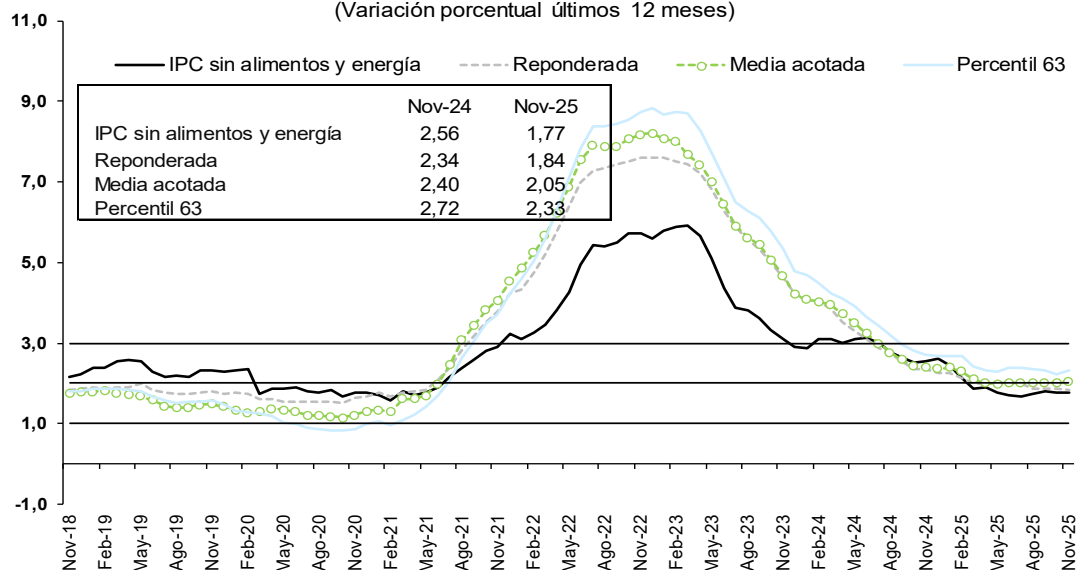 (Variación porcentual últimos 12 meses)
11,0
9,0
7,0
5,0
3,0
1,0
-1,0
IPC sin alimentos y energía Reponderada Media acotada Percentil 63
Nov-24 Nov-25
IPC sin alimentos y energía 2,56 1,77
Reponderada 2,34 1,84
Media acotada 2,40 2,05
Percentil 63 2,72 2,33
Nov-18 Feb-19 May-19 Ago-19 Nov-19 Feb-20 May-20 Ago-20 Nov-20 Feb-21 May-21 Ago-21 Nov-21 Feb-22 May-22 Ago-22 Nov-22 Feb-23 May-23 Ago-23 Nov-23 Feb-24 May-24 Ago-24 Nov-24 Feb-25 May-25 Ago-25 Nov-25